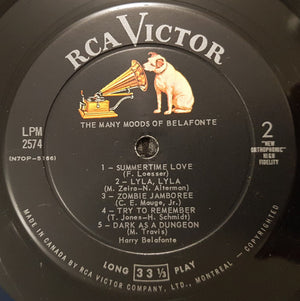 RCA VICTOR
THE MANY MOODS OF BELAFONTE
LPM
2574
(N7OP-5166)
2
"NEW
ORTHOPHONIC"
HIGH
FIDELITY
1 – SUMMERTIME LOVE
(F. Loesser)
2 – LYLA, LYLA
(M. Zeira–N. Alterman)
3 – ZOMBIE JAMBOREE
(C. E. Mauge, Jr.)
4 – TRY TO REMEMBER
(T. Jones–H. Schmidt)
5 – DARK AS A DUNGEON
(M. Travis)
Harry Belafonte
LONG 33⅓ PLAY
MADE IN CANADA BY RCA VICTOR COMPANY, LTD., MONTREAL – COPYRIGHTED